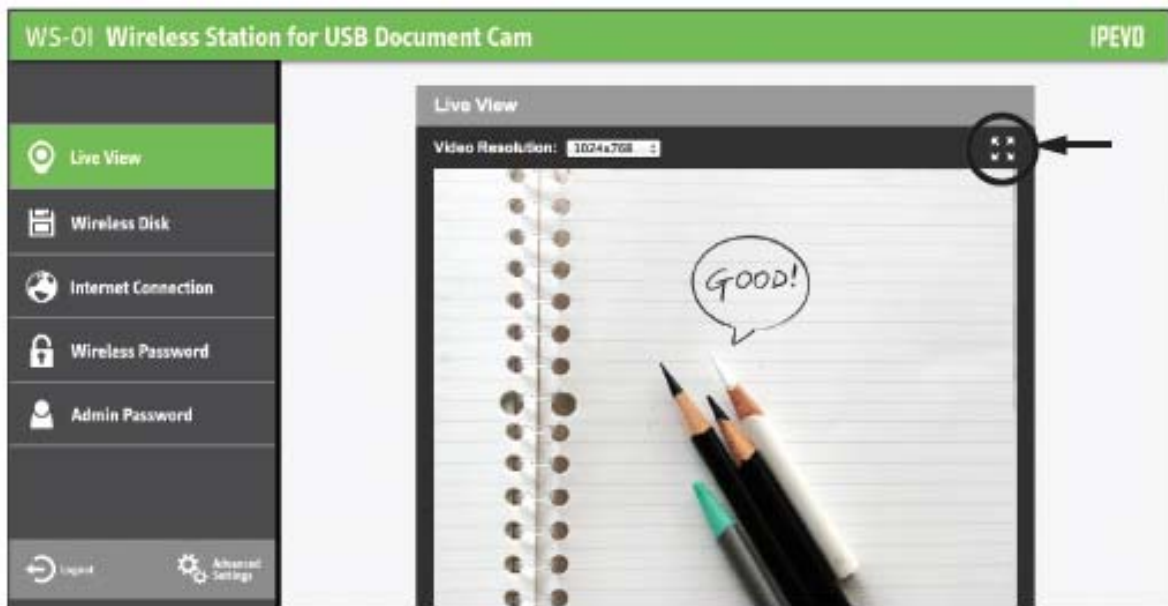 WS-01 Wireless Station for USB Document Cam
IPEVO
Live View
Video Resolution: 1024x768
Live View
Wireless Disk
Internet Connection
Wireless Password
Admin Password
GOOD!
Logout
Advanced
Settings